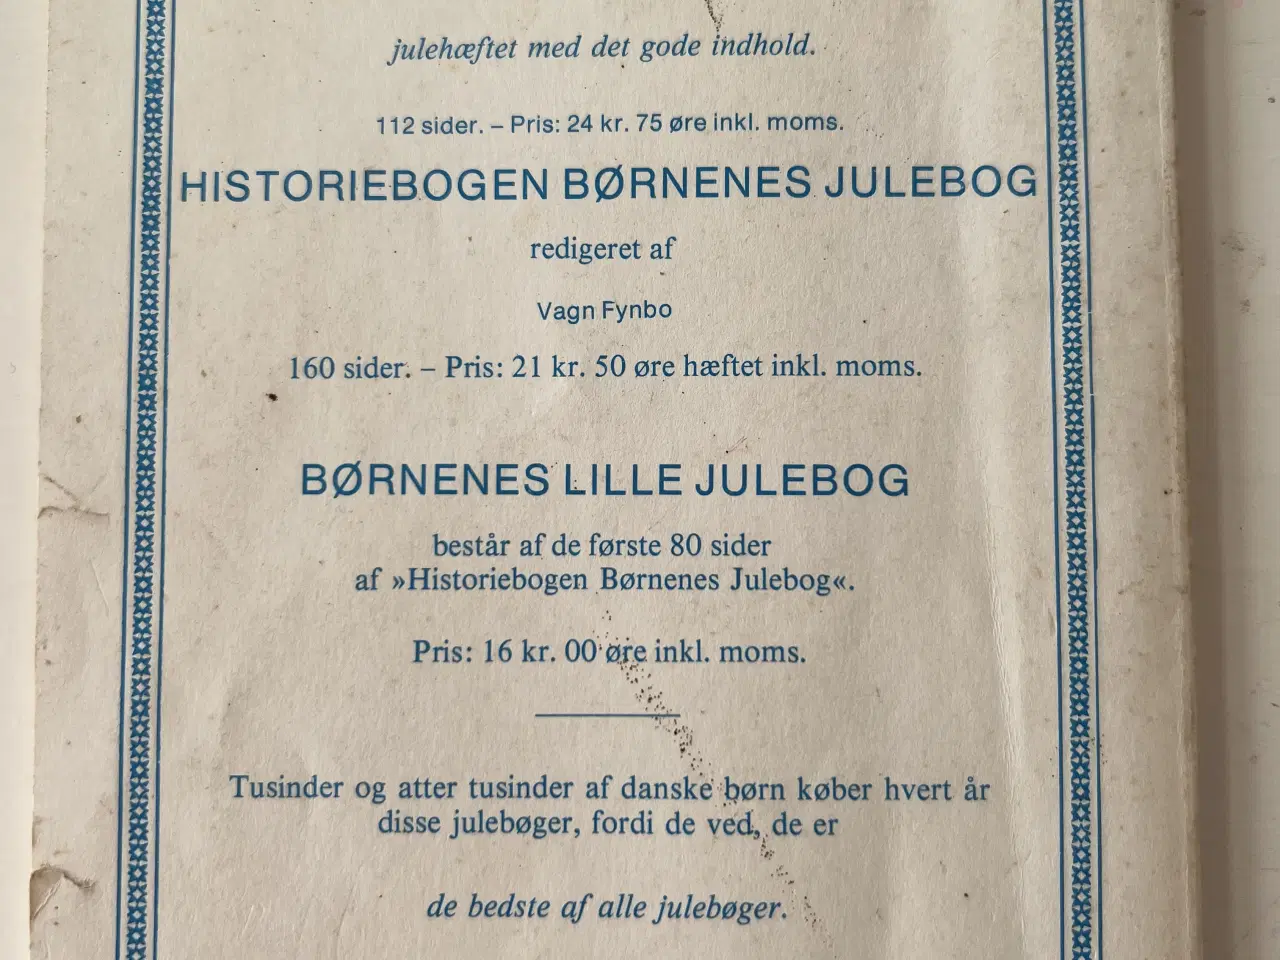 julehæftet med det gode indhold.
112 sider. – Pris: 24 kr. 75 øre inkl. moms.
HISTORIEBOGEN BØRNENES JULEBOG
redigeret af
Vagn Fynbo
160 sider. – Pris: 21 kr. 50 øre hæftet inkl. moms.
BØRNENES LILLE JULEBOG
består af de første 80 sider
af »Historiebogen Børnenes Julebog«.
Pris: 16 kr. 00 øre inkl. moms.
Tusinder og atter tusinder af danske børn køber hvert år
disse julebøger, fordi de ved, de er
de bedste af alle julebøger.